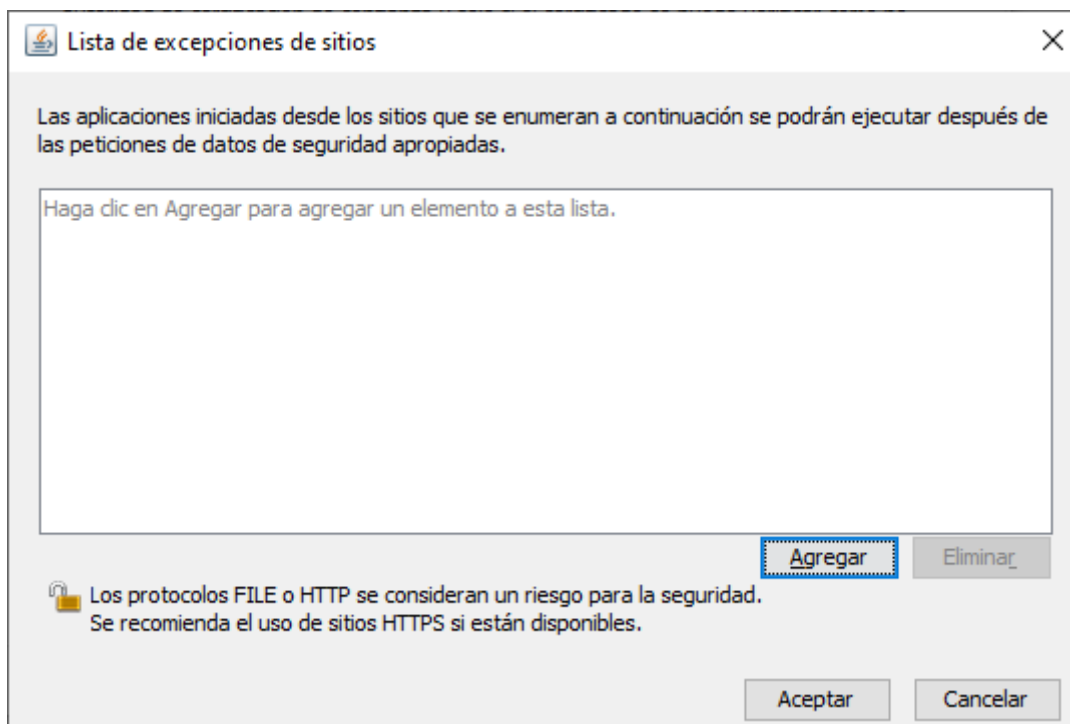 Lista de excepciones de sitios
Las aplicaciones iniciadas desde los sitios que se enumeran a continuación se podrán ejecutar después de
las peticiones de datos de seguridad apropiadas.
Haga clic en Agregar para agregar un elemento a esta lista.
Agregar
Eliminar
Los protocolos FILE o HTTP se consideran un riesgo para la seguridad.
Se recomienda el uso de sitios HTTPS si están disponibles.
Aceptar
Cancelar